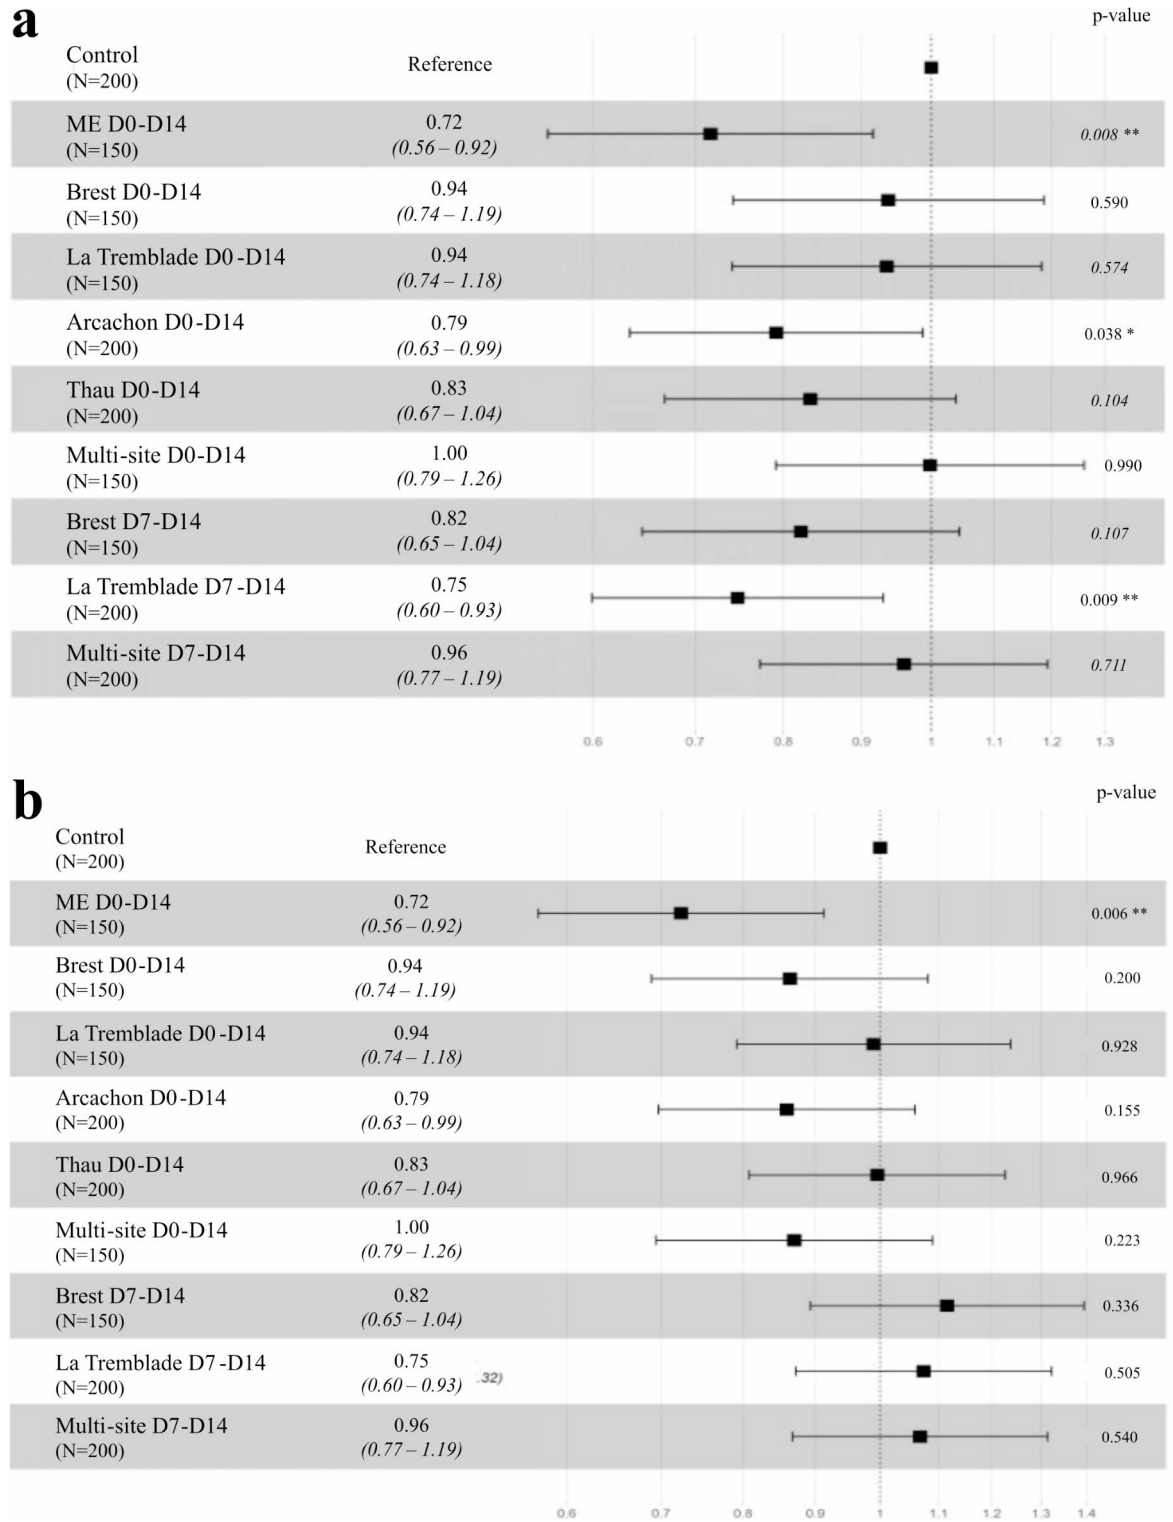 a
p-value
Control
(N=200)
Reference
ME D0-D14
(N=150)
0.72
(0.56 – 0.92)
0.008 **
Brest D0-D14
(N=150)
0.94
(0.74 – 1.19)
0.590
La Tremblade D0-D14
(N=150)
0.94
(0.74 – 1.18)
0.574
Arcachon D0-D14
(N=200)
0.79
(0.63 – 0.99)
0.038 *
Thau D0-D14
(N=200)
0.83
(0.67 – 1.04)
0.104
Multi-site D0-D14
(N=150)
1.00
(0.79 – 1.26)
0.990
Brest D7-D14
(N=150)
0.82
(0.65 – 1.04)
0.107
La Tremblade D7-D14
(N=200)
0.75
(0.60 – 0.93)
0.009 **
Multi-site D7-D14
(N=200)
0.96
(0.77 – 1.19)
0.711
0.6 0.7 0.8 0.9 1 1.1 1.2 1.3
b
p-value
Control
(N=200)
Reference
ME D0-D14
(N=150)
0.72
(0.56 – 0.92)
0.006 **
Brest D0-D14
(N=150)
0.94
(0.74 – 1.19)
0.200
La Tremblade D0-D14
(N=150)
0.94
(0.74 – 1.18)
0.928
Arcachon D0-D14
(N=200)
0.79
(0.63 – 0.99)
0.155
Thau D0-D14
(N=200)
0.83
(0.67 – 1.04)
0.966
Multi-site D0-D14
(N=150)
1.00
(0.79 – 1.26)
0.223
Brest D7-D14
(N=150)
0.82
(0.65 – 1.04)
0.336
La Tremblade D7-D14
(N=200)
0.75
(0.60 – 0.93)
.32)
0.505
Multi-site D7-D14
(N=200)
0.96
(0.77 – 1.19)
0.540
0.6 0.7 0.8 0.9 1 1.1 1.2 1.3 1.4